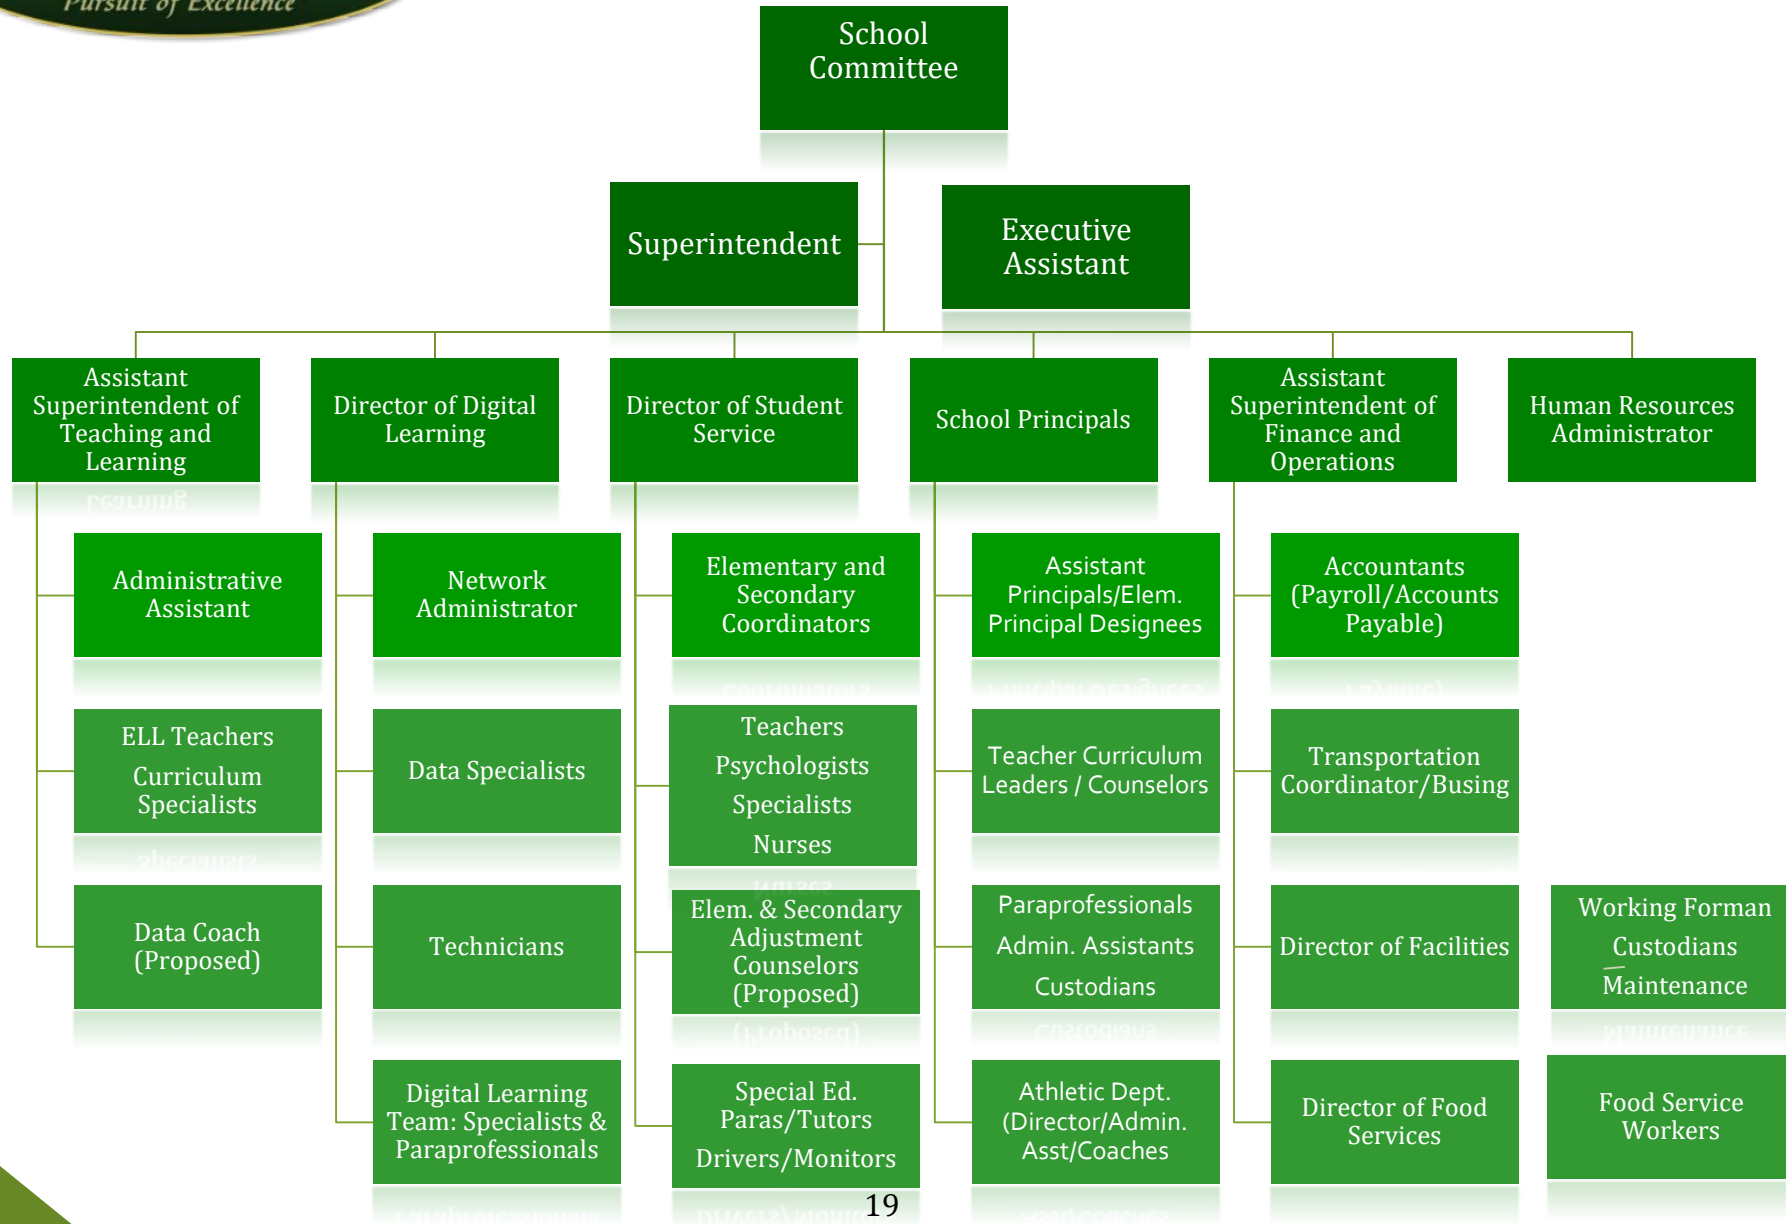 Pursuit of Excellence
School
Committee
Superintendent
Executive
Assistant
Assistant
Superintendent of
Teaching and
Learning
Director of Digital
Learning
Director of Student
Service
School Principals
Assistant
Superintendent of
Finance and
Operations
Human Resources
Administrator
Administrative
Assistant
Network
Administrator
Elementary and
Secondary
Coordinators
Assistant
Principals/Elem.
Principal Designees
Accountants
(Payroll/Accounts
Payable)
ELL Teachers
Curriculum
Specialists
Data Specialists
Teachers
Psychologists
Specialists
Nurses
Teacher Curriculum
Leaders / Counselors
Transportation
Coordinator/Busing
Data Coach
(Proposed)
Technicians
Elem. & Secondary
Adjustment
Counselors
(Proposed)
Paraprofessionals
Admin. Assistants
Custodians
Director of Facilities
Working Forman
Custodians
Maintenance
Digital Learning
Team: Specialists &
Paraprofessionals
Special Ed.
Paras/Tutors
Drivers/Monitors
Athletic Dept.
(Director/Admin.
Asst/Coaches
Director of Food
Services
Food Service
Workers
19